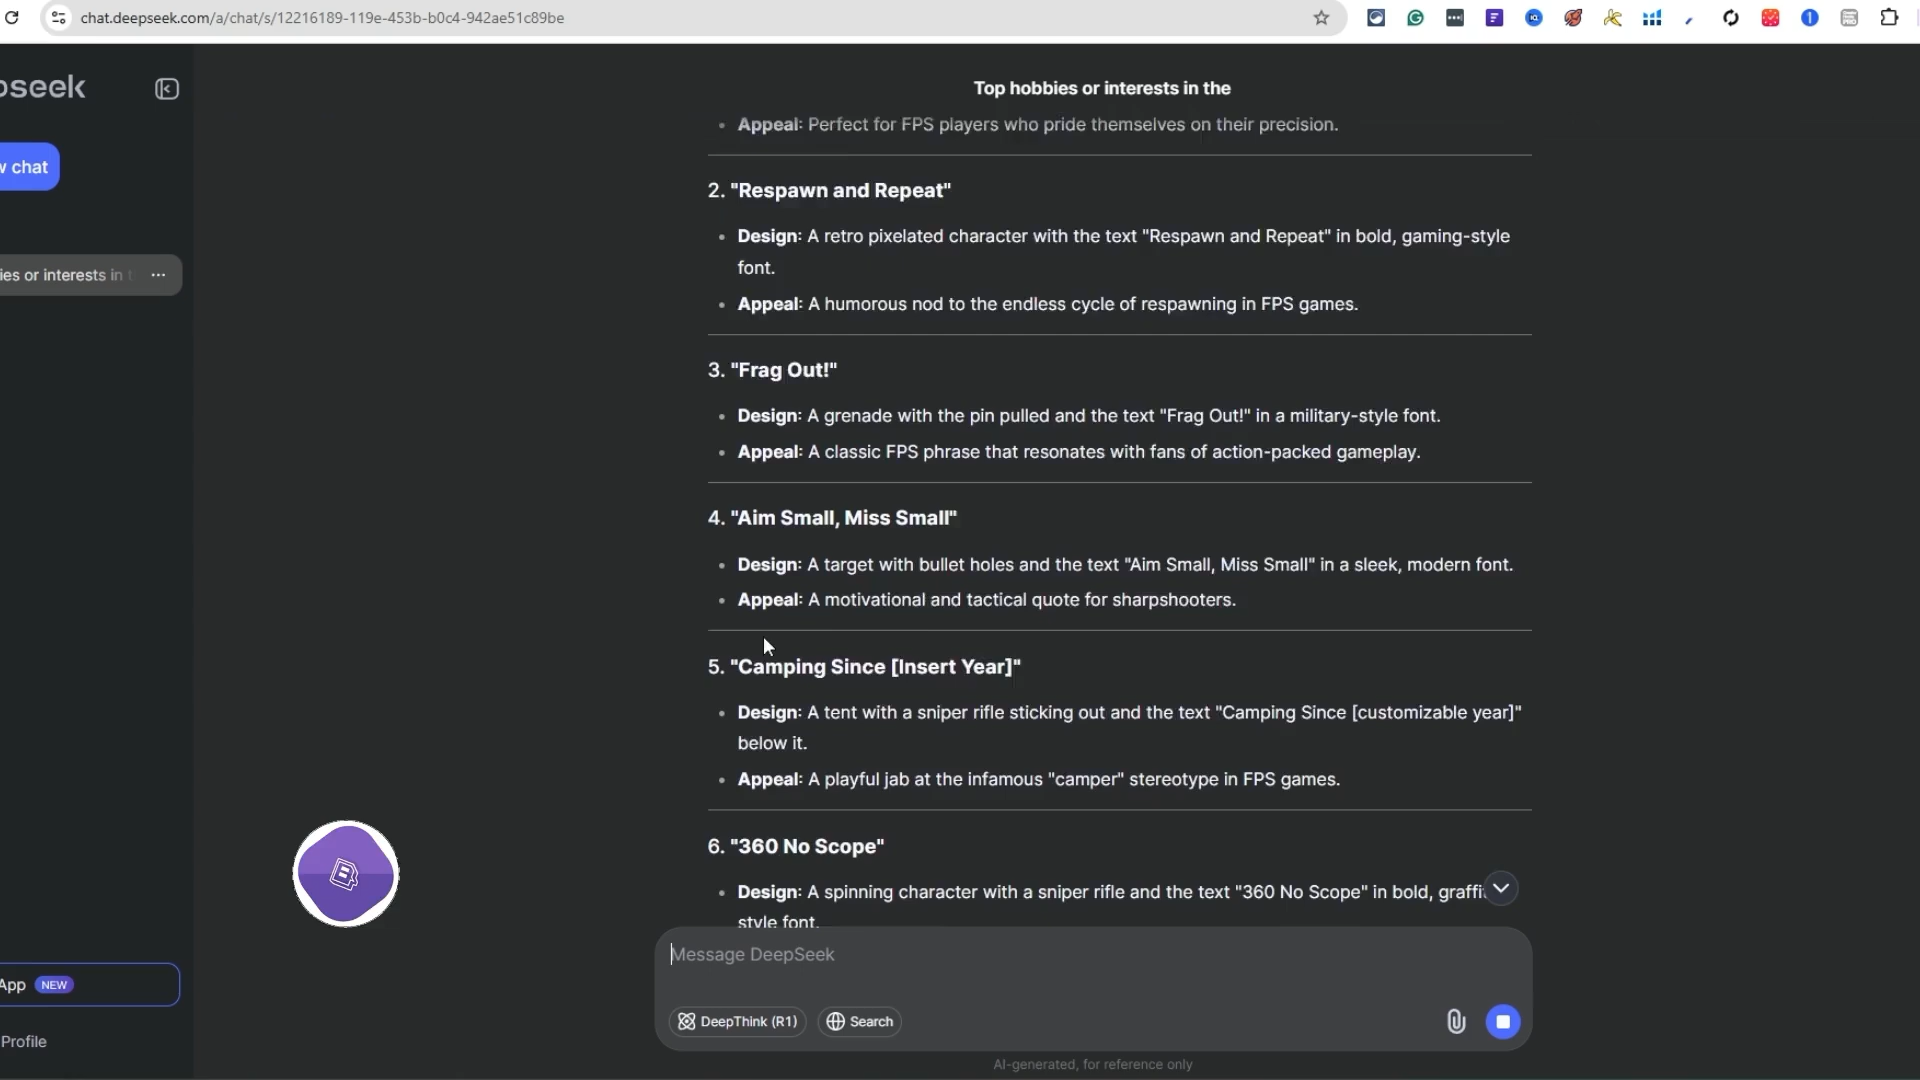 chat.deepseek.com/a/chat/s/12216189-119e-453b-b0c4-942ae51c89be
pseek
w chat
ies or interests in t
App NEW
Profile
Top hobbies or interests in the
• Appeal: Perfect for FPS players who pride themselves on their precision.
2. "Respawn and Repeat"
• Design: A retro pixelated character with the text "Respawn and Repeat" in bold, gaming-style
font.
• Appeal: A humorous nod to the endless cycle of respawning in FPS games.
3. "Frag Out!"
• Design: A grenade with the pin pulled and the text "Frag Out!" in a military-style font.
• Appeal: A classic FPS phrase that resonates with fans of action-packed gameplay.
4. "Aim Small, Miss Small"
• Design: A target with bullet holes and the text "Aim Small, Miss Small" in a sleek, modern font.
• Appeal: A motivational and tactical quote for sharpshooters.
5. "Camping Since [Insert Year]"
• Design: A tent with a sniper rifle sticking out and the text "Camping Since [customizable year]"
below it.
• Appeal: A playful jab at the infamous "camper" stereotype in FPS games.
6. "360 No Scope"
• Design: A spinning character with a sniper rifle and the text "360 No Scope" in bold, graffi
style font.
Message DeepSeek
DeepThink (R1) Search
AI-generated, for reference only